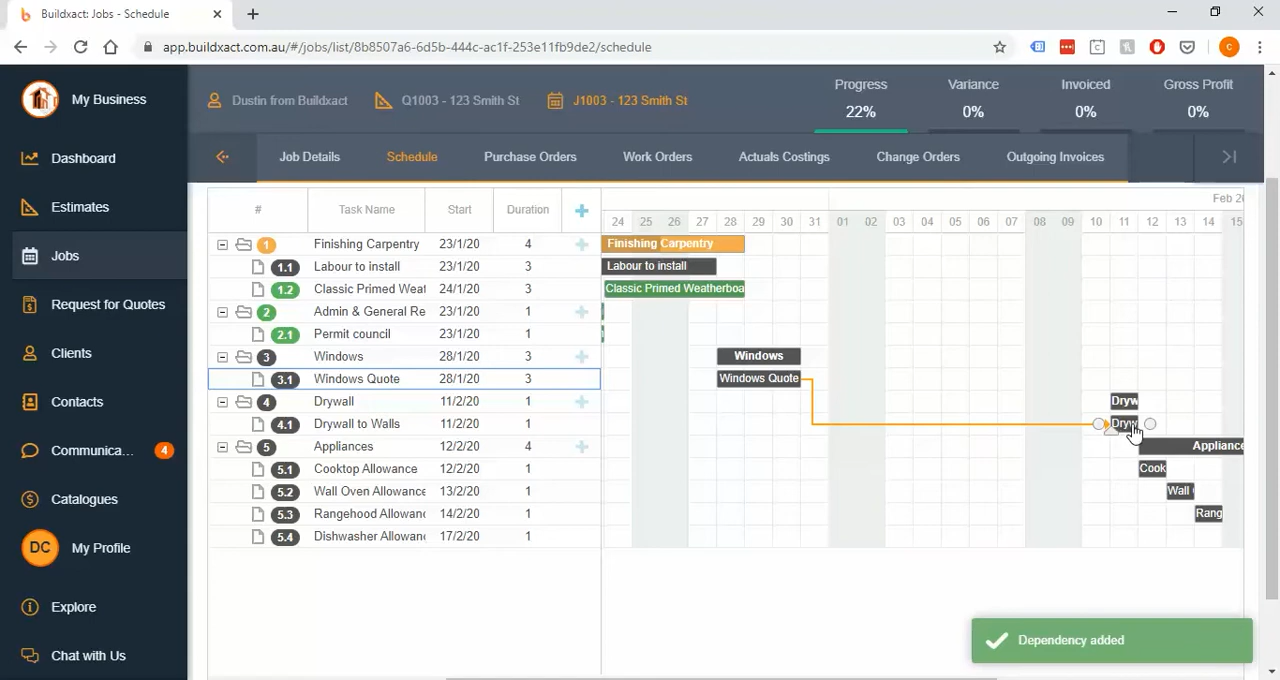 Buildxact: Jobs - Schedule
app.buildxact.com.au/#/jobs/list/8b8507a6-6d5b-444c-ac1f-253e11fb9de2/schedule
My Business
Dustin from Buildxact
Q1003 - 123 Smith St
J1003 - 123 Smith St
Progress
22%
Variance
0%
Invoiced
0%
Gross Profit
0%
Dashboard
Estimates
Jobs
Request for Quotes
Clients
Contacts
Communica... 4
Catalogues
DC My Profile
Explore
Chat with Us
Job Details
Schedule
Purchase Orders
Work Orders
Actuals Costings
Change Orders
Outgoing Invoices
# Task Name Start Duration
Feb 20
24 25 26 27 28 29 30 31 01 02 03 04 05 06 07 08 09 10 11 12 13 14 15
1 Finishing Carpentry 23/1/20 4 Finishing Carpentry
1.1 Labour to install 23/1/20 3 Labour to install
1.2 Classic Primed Weat 24/1/20 3 Classic Primed Weatherboa
2 Admin & General Re 23/1/20 1
2.1 Permit council 23/1/20 1
3 Windows 28/1/20 3 Windows
3.1 Windows Quote 28/1/20 3 Windows Quote
4 Drywall 11/2/20 1 Dryw
4.1 Drywall to Walls 11/2/20 1 Dryw
5 Appliances 12/2/20 4 Appliance
5.1 Cooktop Allowance 12/2/20 1 Cook
5.2 Wall Oven Allowance 13/2/20 1 Wall
5.3 Rangehood Allowanc 14/2/20 1 Rang
5.4 Dishwasher Allowan 17/2/20 1
Dependency added